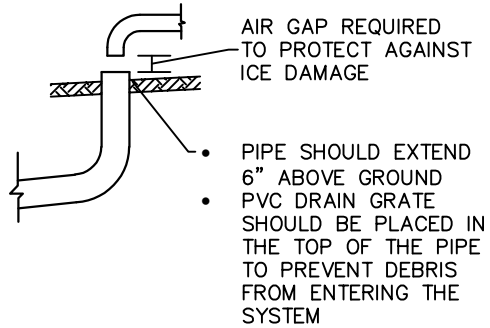 AIR GAP REQUIRED
TO PROTECT AGAINST
ICE DAMAGE
• PIPE SHOULD EXTEND
6” ABOVE GROUND
• PVC DRAIN GRATE
SHOULD BE PLACED IN
THE TOP OF THE PIPE
TO PREVENT DEBRIS
FROM ENTERING THE
SYSTEM